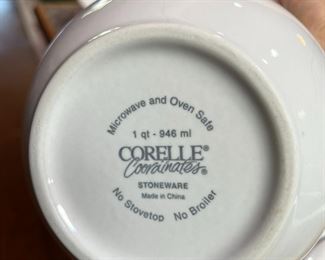 Microwave and Oven Safe
1 qt - 946 ml
CORELLE®
Coordinates®
STONEWARE
Made in China
No Stovetop No Broiler